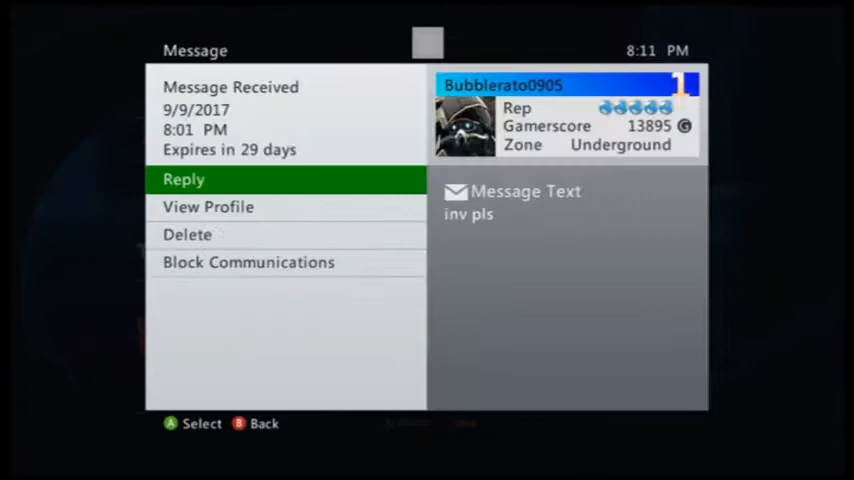 Message
8:11 PM
Message Received
9/9/2017
8:01 PM
Expires in 29 days
Reply
View Profile
Delete
Block Communications
Bubblerato0905
1
Rep
Gamerscore 13895 G
Zone Underground
Message Text
inv pls
A Select B Back